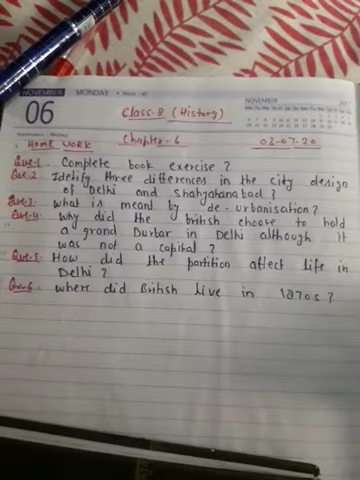 NOVEMBER MONDAY
NOVEMBER
06
Class-8 (History)
HOME WORK Chapter-6 03-07-20
Que-1. Complete book exercise ?
Que-2 Idetify three differences in the city design
of Delhi and Shahjahanabad ?
Que-3. What is meant by de-urbanisation?
Que-4. Why did the british choose to hold
a grand Durbar in Delhi although it
was not a capital ?
Que-5. How did the partition affect life in
Delhi ?
Que-6 where did British live in 1870s ?